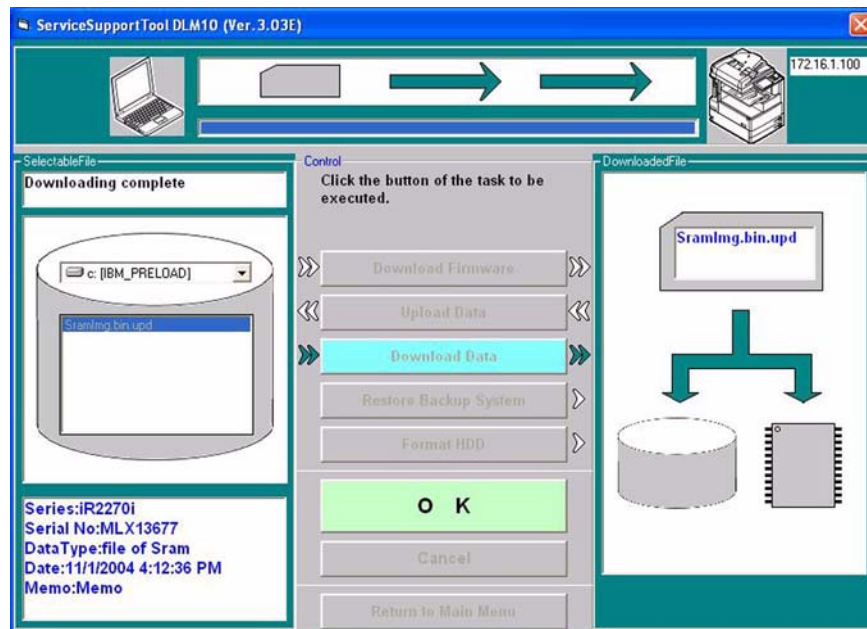 ServiceSupportTool DLM10 (Ver.3.03E)
172.16.1.100
SelectableFile
Downloading complete
c: [IBM_PRELOAD]
SramImg.bin.upd
Series:iR2270i
Serial No:MLX13677
DataType:file of Sram
Date:11/1/2004 4:12:36 PM
Memo:Memo
Control
Click the button of the task to be
executed.
Download Firmware
Upload Data
Download Data
Restore Backup System
Format HDD
O K
Cancel
Return to Main Menu
DownloadedFile
SramImg.bin.upd